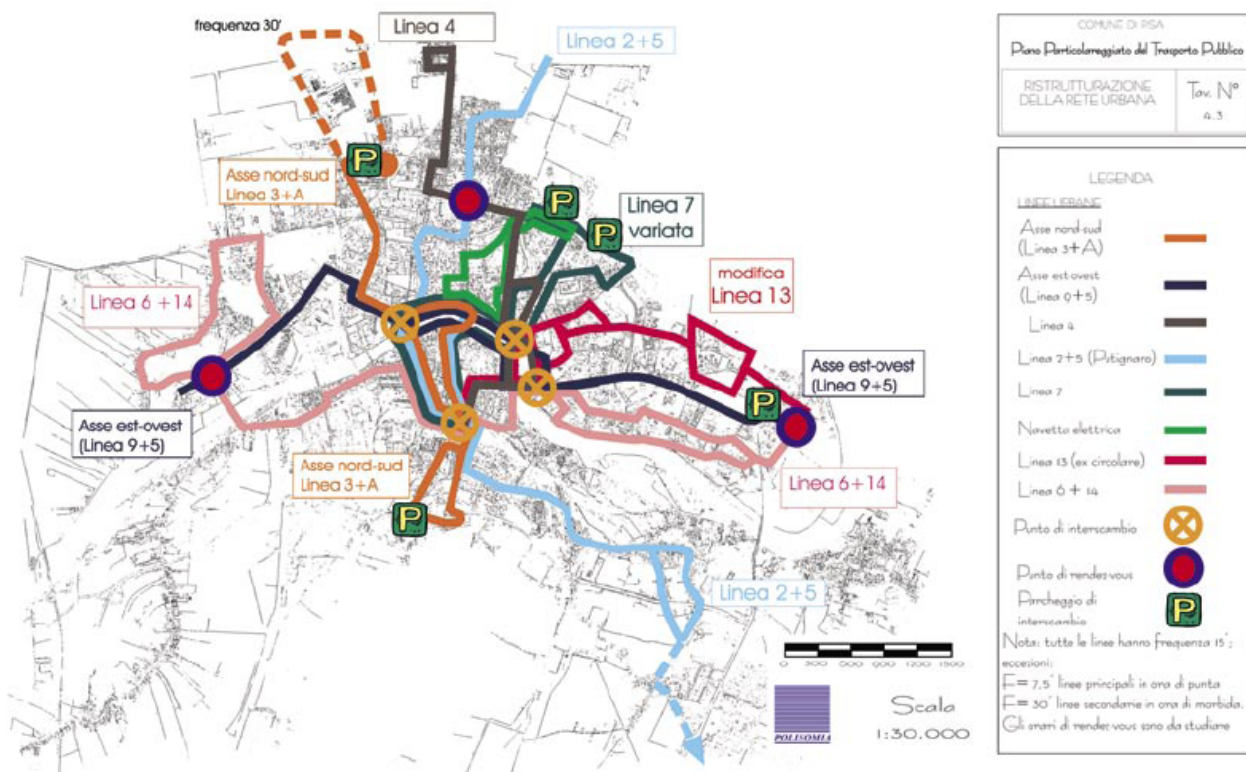 frequenza 30'
Linea 4
Linea 2+5
Asse nord-sud
Linea 3+A
Linea 7
variata
modifica
Linea 13
Linea 6 +14
Asse est-ovest
(Linea 9+5)
Asse est-ovest
(Linea 9+5)
Asse nord-sud
Linea 3+A
Linea 6+14
Linea 2+5
P
P
P
P
P
0 300 600 900 1200 1500
POLINOMIA
Scala
1:30.000
COMUNE DI PISA
Piano Particolareggiato del Trasporto Pubblico
RISTRUTTURAZIONE
DELLA RETE URBANA
Tav. N°
4.3
LEGENDA
LINEE URBANE
Asse nord-sud
(Linea 3+A)
Asse est-ovest
(Linea 9+5)
Linea 4
Linea 2+5 (Putignano)
Linea 7
Navetta elettrica
Linea 13 (ex circolare)
Linea 6 + 14
Punto di interscambio
Punto di rendez-vous
Parcheggio di
interscambio
P
Nota: tutte le linee hanno frequenza 15';
eccezioni:
F= 7,5' linee principali in ora di punta
F= 30' linee secondarie in ora di morbida.
Gli orari di rendez-vous sono da studiare